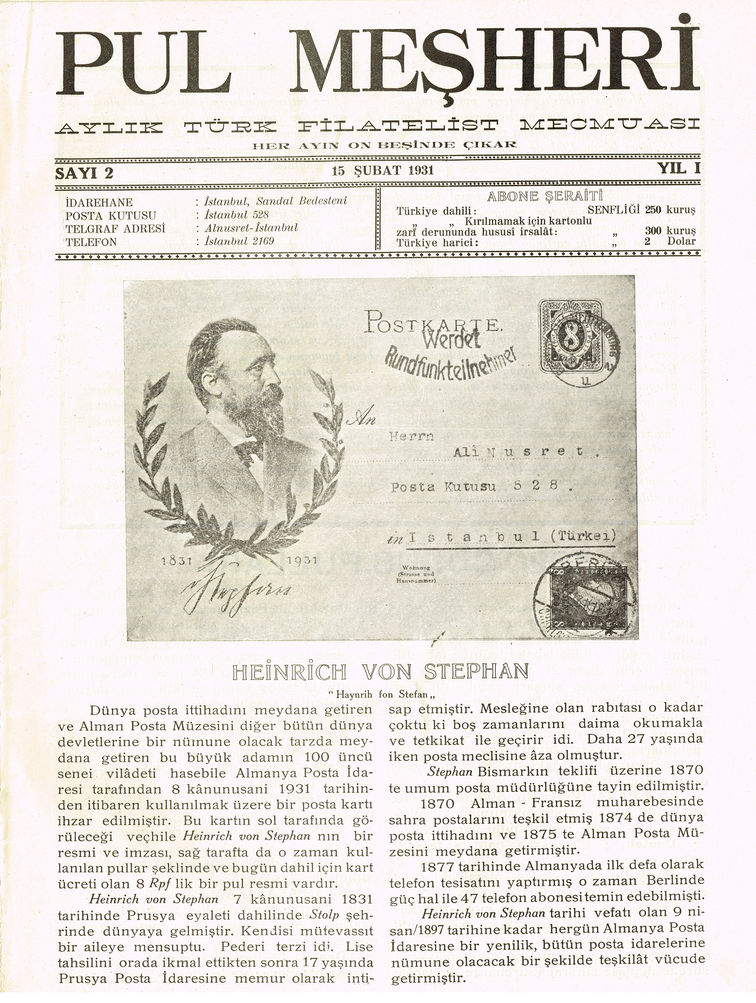 PUL MEŞHERİ
AYLIK TÜRK FİLATELİST MECMUASI
HER AYIN ON BEŞİNDE ÇIKAR
SAYI 2 15 ŞUBAT 1931 YIL I
İDAREHANE : İstanbul, Sandal Bedesteni
POSTA KUTUSU : İstanbul 528
TELGRAF ADRESİ : Alnusret-İstanbul
TELEFON : İstanbul 2169
ABONE ŞERAİTİ
Türkiye dahili: SENELİĞİ 250 kuruş
„ „ Kırılmamak için kartonlu
zarf derununda hususi irsalât: „ 300 kuruş
Türkiye harici: „ 2 Dolar
POSTKARTE.
Werdet
Rundfunkteilnehmer
8
u
2
An
Herrn
Ali Nusret.
Posta Kutusu 528.
in Istanbul (Türkei)
Wohnung
(Strasse und
Hausnummer)
1831 1931
Stephan
HEİNRİCH VON STEPHAN
“Haynrih fon Stefan„
Dünya posta ittihadını meydana getiren
ve Alman Posta Müzesini diğer bütün dünya
devletlerine bir nümune olacak tarzda mey-
dana getiren bu büyük adamın 100 üncü
senei vilâdeti hasebile Almanya Posta İda-
resi tarafından 8 kânunusani 1931 tarihin-
den itibaren kullanılmak üzere bir posta kartı
ihzar edilmiştir. Bu kartın sol tarafında gö-
rüleceği veçhile Heinrich von Stephan nın bir
resmi ve imzası, sağ tarafta da o zaman kul-
lanılan pullar şeklinde ve bugün dahil için kart
ücreti olan 8 Rpf lik bir pul resmi vardır.
Heinrich von Stephan 7 kânunusani 1831
tarihinde Prusya eyaleti dahilinde Stolp şeh-
rinde dünyaya gelmiştir. Kendisi mütevassıt
bir aileye mensuptu. Pederi terzi idi. Lise
tahsilini orada ikmal ettikten sonra 17 yaşında
Prusya Posta İdaresine memur olarak inti-
sap etmiştir. Mesleğine olan rabıtası o kadar
çoktu ki boş zamanlarını daima okumakla
ve tetkikat ile geçirir idi. Daha 27 yaşında
iken posta meclisine âza olmuştur.
Stephan Bismarkın teklifi üzerine 1870
te umum posta müdürlüğüne tayin edilmiştir.
1870 Alman - Fransız muharebesinde
sahra postalarını teşkil etmiş 1874 de dünya
posta ittihadını ve 1875 te Alman Posta Mü-
zesini meydana getirmiştir.
1877 tarihinde Almanyada ilk defa olarak
telefon tesisatını yaptırmış o zaman Berlinde
güç hal ile 47 telefon abonesi temin edebilmişti.
Heinrich von Stephan tarihi vefatı olan 9 ni-
san/1897 tarihine kadar hergün Almanya Posta
İdaresine bir yenilik, bütün posta idarelerine
nümune olacacak bir şekilde teşkilât vücude
getirmiştir.